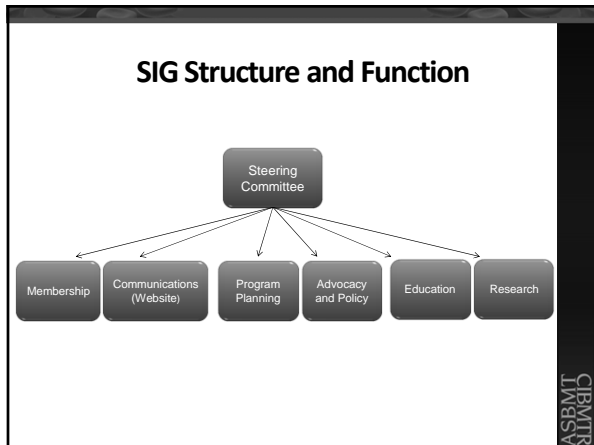 SIG Structure and Function
Steering
Committee
Membership
Communications
(Website)
Program
Planning
Advocacy
and Policy
Education
Research
CIBMTR
ASBMT